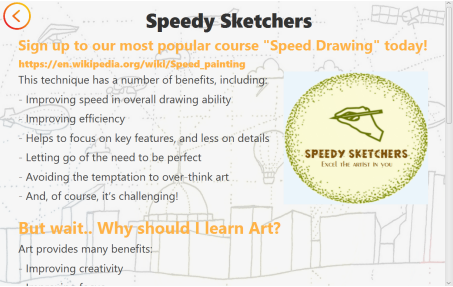 Speedy Sketchers
Sign up to our most popular course "Speed Drawing" today!
https://en.wikipedia.org/wiki/Speed_painting
This technique has a number of benefits, including:
- Improving speed in overall drawing ability
- Improving efficiency
- Helps to focus on key features, and less on details
- Letting go of the need to be perfect
- Avoiding the temptation to over-think art
- And, of course, it's challenging!
SPEEDY SKETCHERS
Excel the artist in you
But wait.. Why should I learn Art?
Art provides many benefits:
- Improving creativity